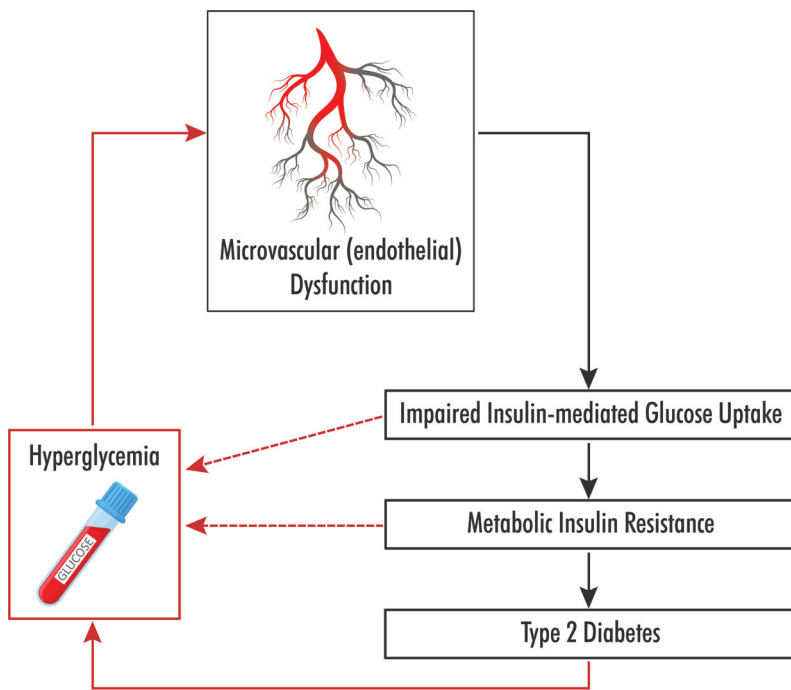 Microvascular (endothelial)
Dysfunction
Impaired Insulin-mediated Glucose Uptake
Hyperglycemia
GLUCOSE
Metabolic Insulin Resistance
Type 2 Diabetes